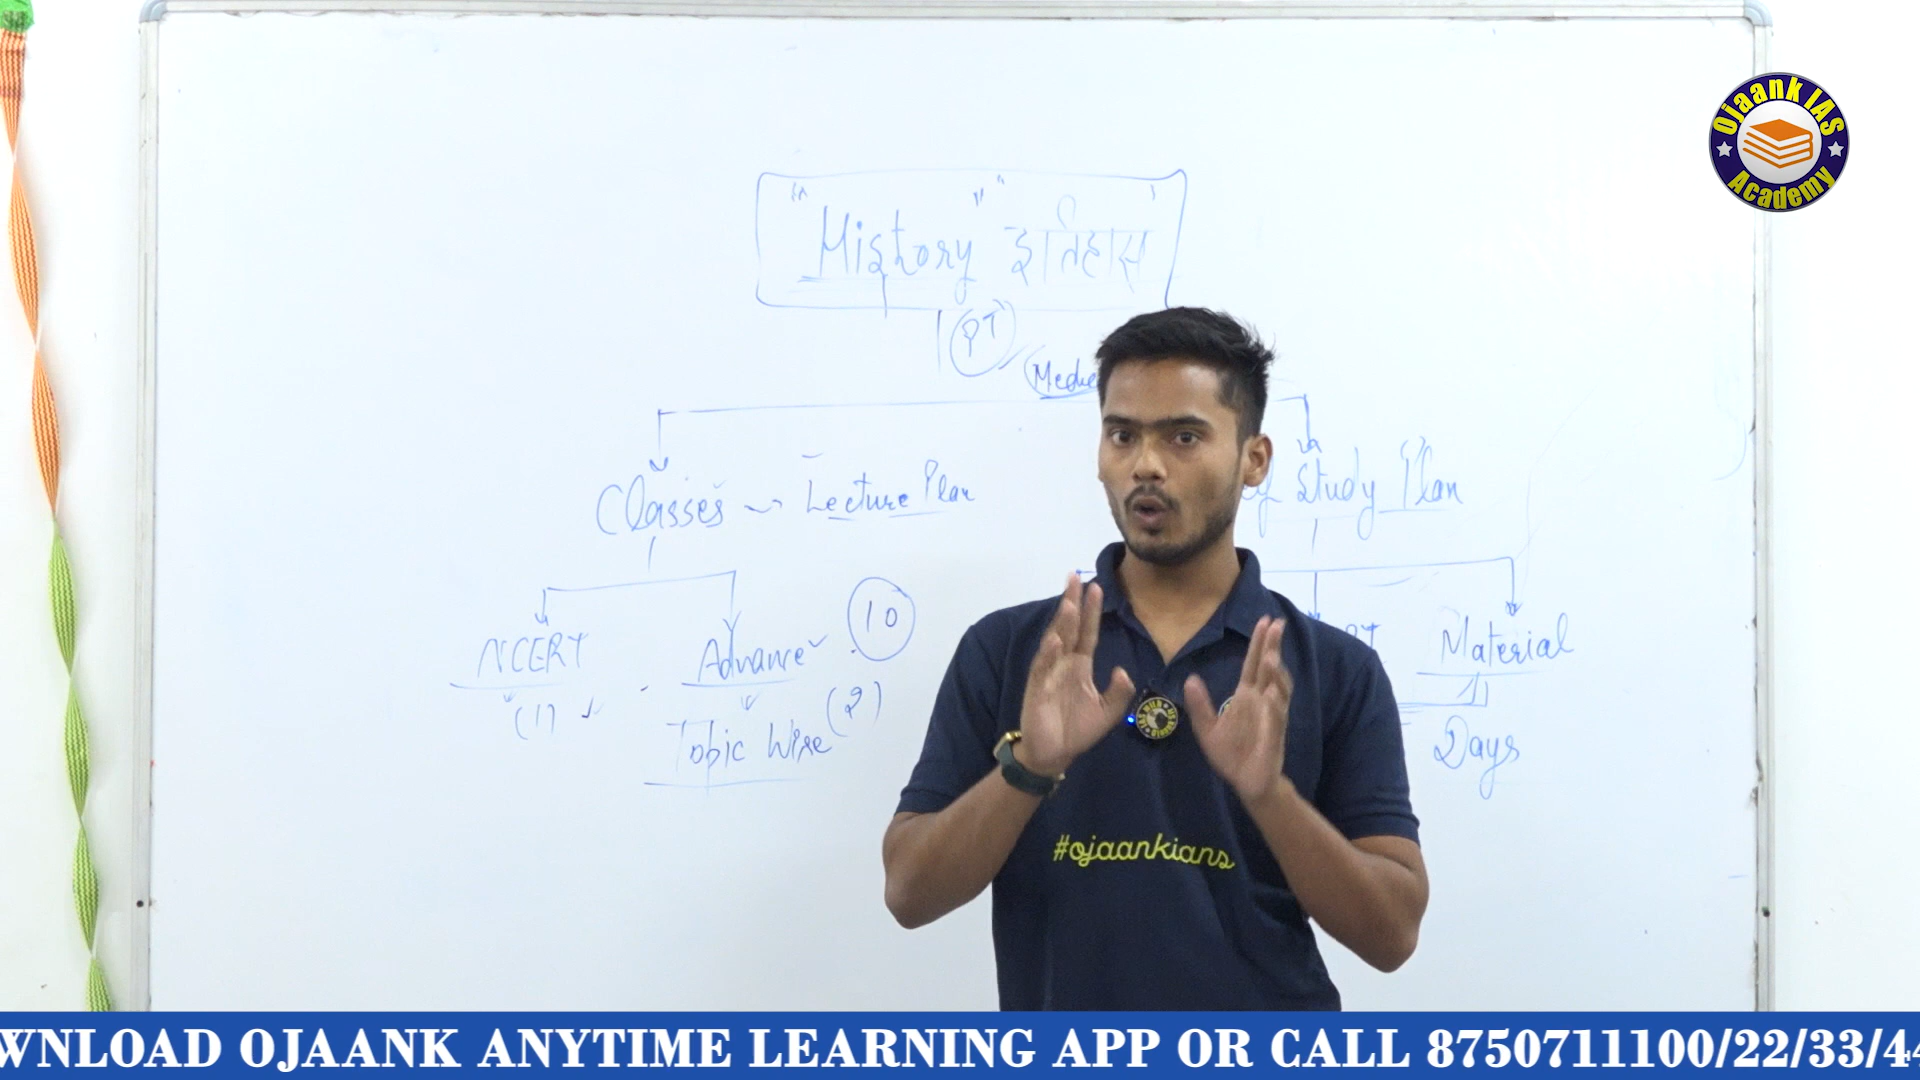 Ojaank IAS
Academy
"History" "इतिहास"
PT
Classes Lecture Plan
Study Plan
NCERT
Advance
10
Material
(1)
(2)
Topic Wise
Days
#ojaankians
WNLOAD OJAANK ANYTIME LEARNING APP OR CALL 8750711100/22/33/44